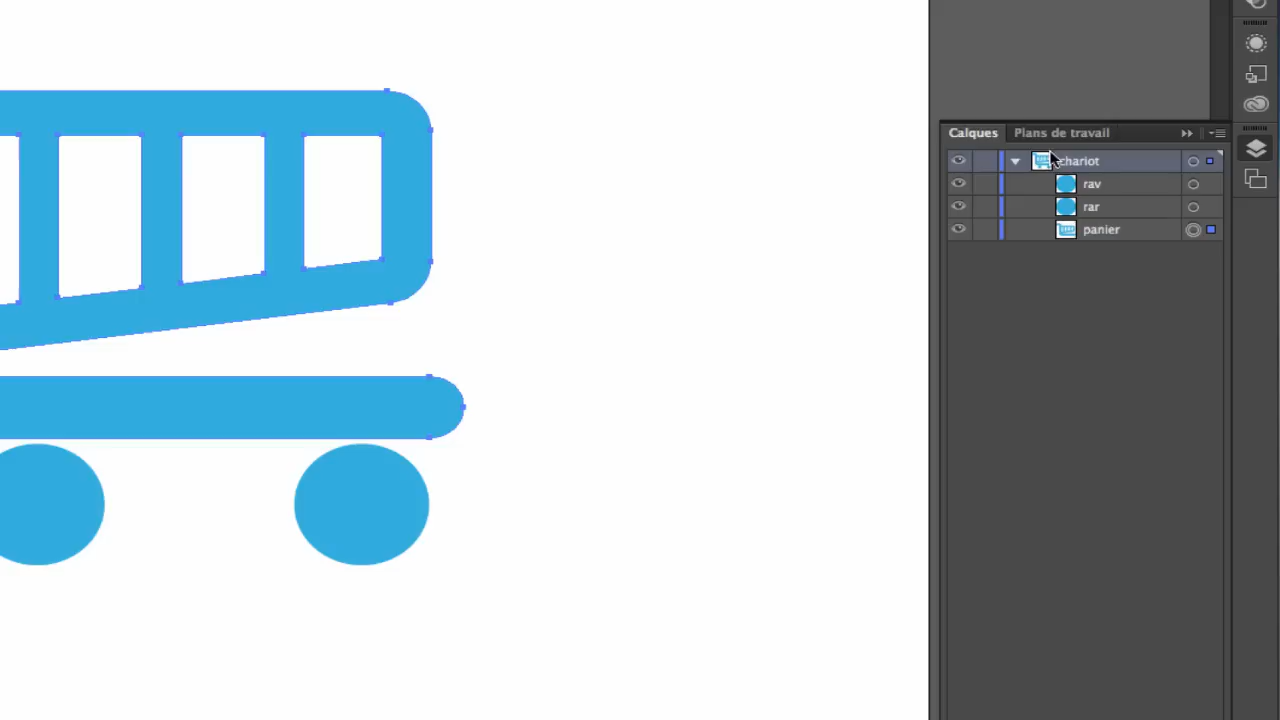 Calques Plans de travail
chariot
rav
rar
panier